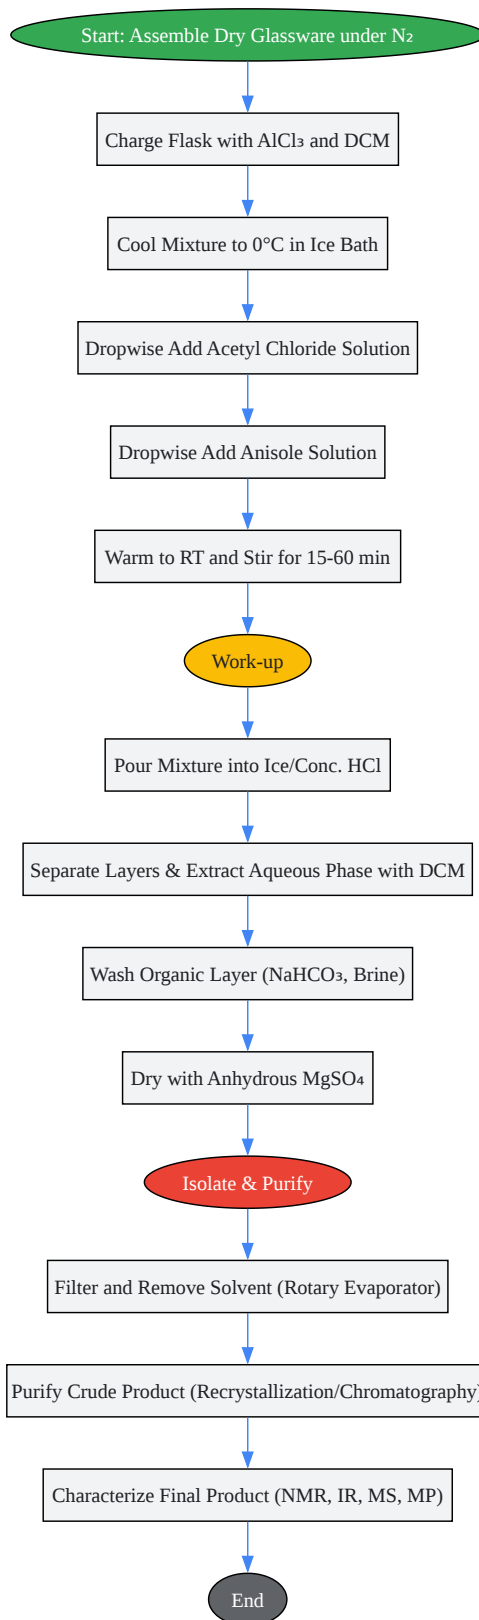 Start: Assemble Dry Glassware under N₂
Charge Flask with AlCl₃ and DCM
Cool Mixture to 0°C in Ice Bath
Dropwise Add Acetyl Chloride Solution
Dropwise Add Anisole Solution
Warm to RT and Stir for 15-60 min
Work-up
Pour Mixture into Ice/Conc. HCl
Separate Layers & Extract Aqueous Phase with DCM
Wash Organic Layer (NaHCO₃, Brine)
Dry with Anhydrous MgSO₄
Isolate & Purify
Filter and Remove Solvent (Rotary Evaporator)
Purify Crude Product (Recrystallization/Chromatography)
Characterize Final Product (NMR, IR, MS, MP)
End